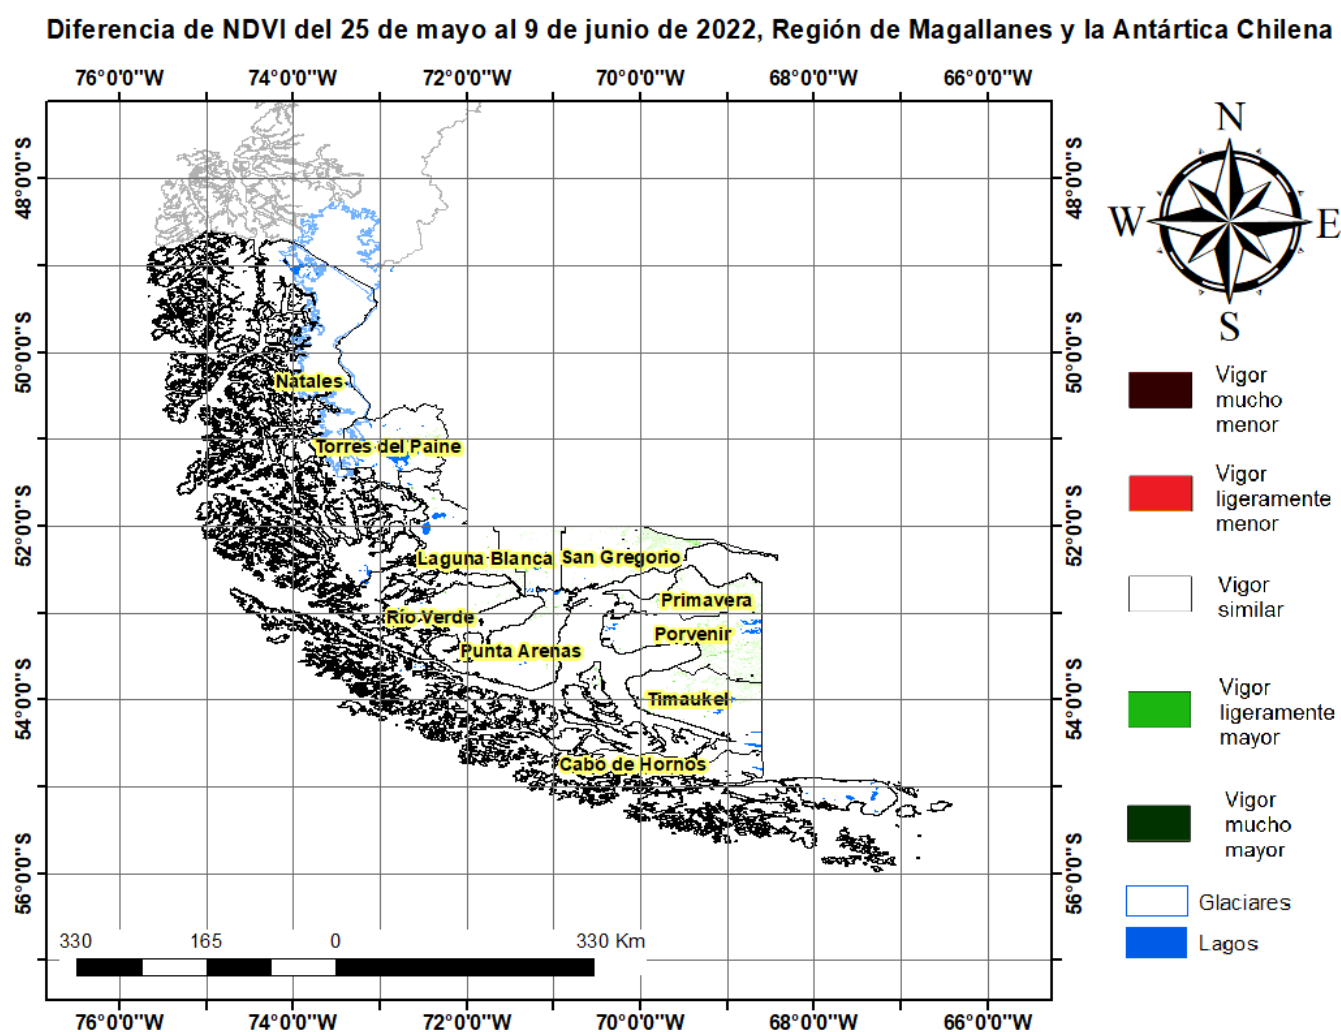 Diferencia de NDVI del 25 de mayo al 9 de junio de 2022, Región de Magallanes y la Antártica Chilena
76°0'0"W 74°0'0"W 72°0'0"W 70°0'0"W 68°0'0"W 66°0'0"W
48°0'0"S
50°0'0"S
52°0'0"S
54°0'0"S
56°0'0"S
Natales
Torres del Paine
Laguna Blanca
San Gregorio
Río Verde
Primavera
Porvenir
Punta Arenas
Timaukel
Cabo de Hornos
330 165 0 330 Km
76°0'0"W 74°0'0"W 72°0'0"W 70°0'0"W 68°0'0"W 66°0'0"W
48°0'0"S
50°0'0"S
52°0'0"S
54°0'0"S
56°0'0"S
N
W E
S
Vigor
mucho
menor
Vigor
ligeramente
menor
Vigor
similar
Vigor
ligeramente
mayor
Vigor
mucho
mayor
Glaciares
Lagos